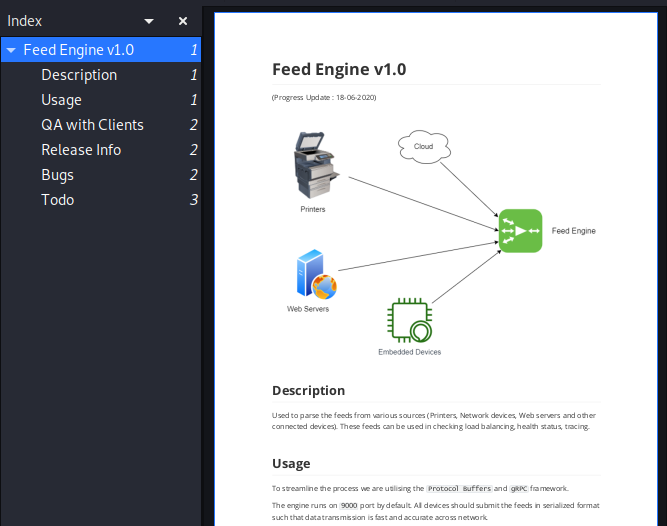 Index
Feed Engine v1.0 1
Description 1
Usage 1
QA with Clients 2
Release Info 2
Bugs 2
Todo 3
Feed Engine v1.0
(Progress Update : 18-06-2020)
Cloud
Printers
Feed Engine
Web Servers
Embedded Devices
Description
Used to parse the feeds from various sources (Printers, Network devices, Web servers and other
connected devices). These feeds can be used in checking load balancing, health status, tracing.
Usage
To streamline the process we are utilising the Protocol Buffers and gRPC framework.
The engine runs on 9000 port by default. All devices should submit the feeds in serialized format
such that data transmission is fast and accurate across network.